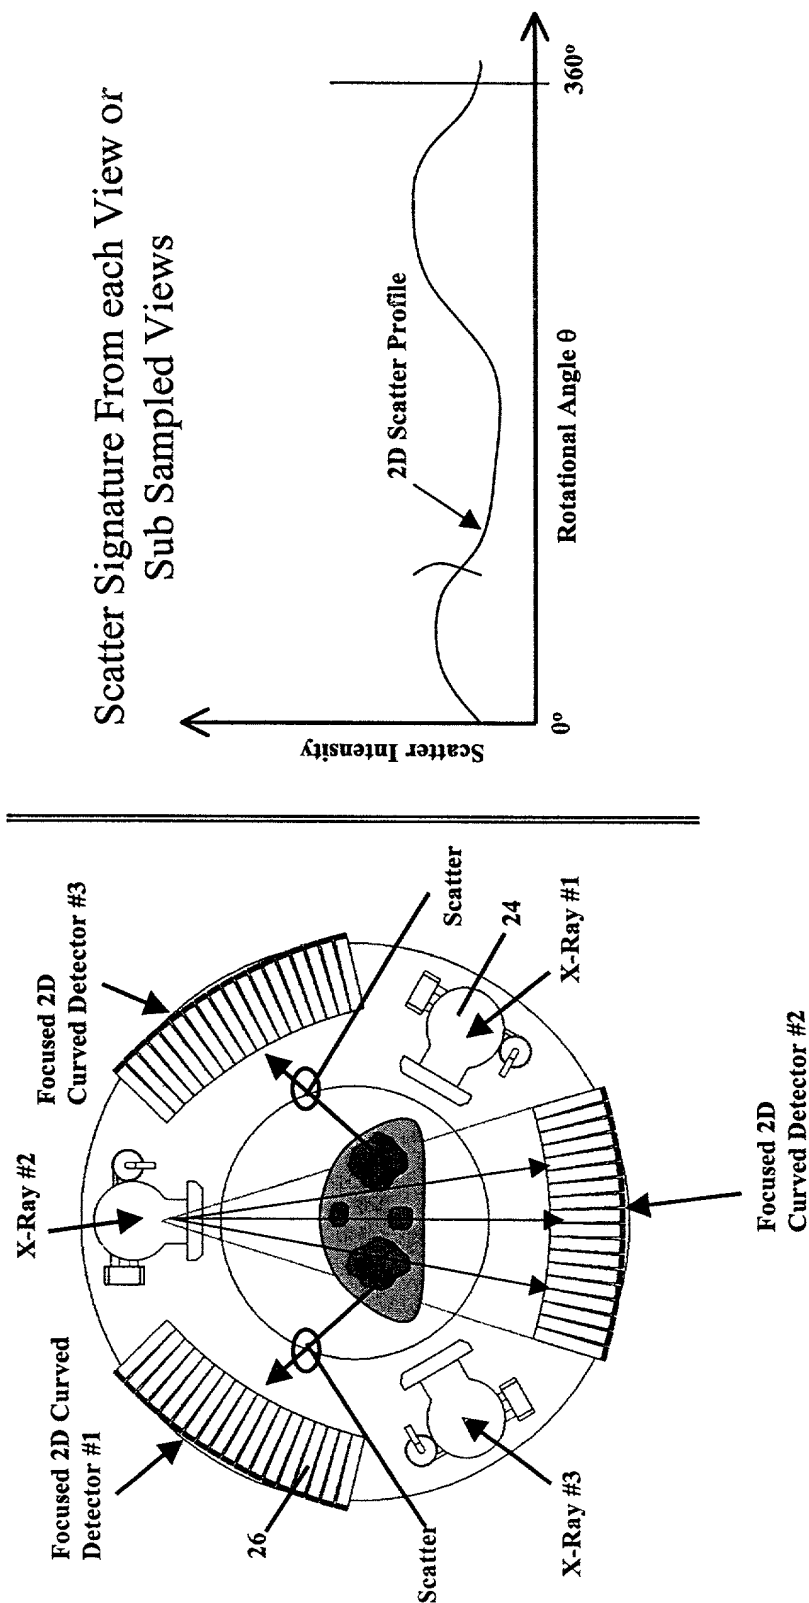 Scatter Signature From each View or
Sub Sampled Views
Scatter Intensity
2D Scatter Profile
0º
Rotational Angle θ
360º
Focused 2D Curved
Detector #1
X-Ray #2
Focused 2D
Curved Detector #3
26
Scatter
Scatter
24
X-Ray #3
X-Ray #1
Focused 2D
Curved Detector #2